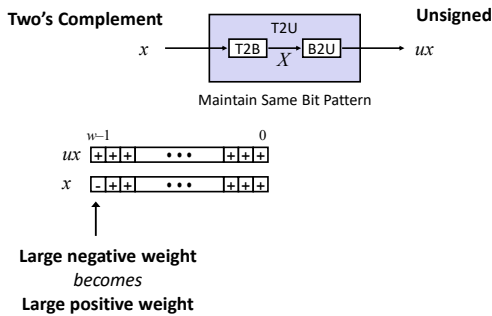 Two's Complement
Unsigned
T2U
x
T2B
B2U
ux
X
Maintain Same Bit Pattern
w–1
0
ux
+ + + • • • + + +
x
- + + • • • + + +
Large negative weight
becomes
Large positive weight